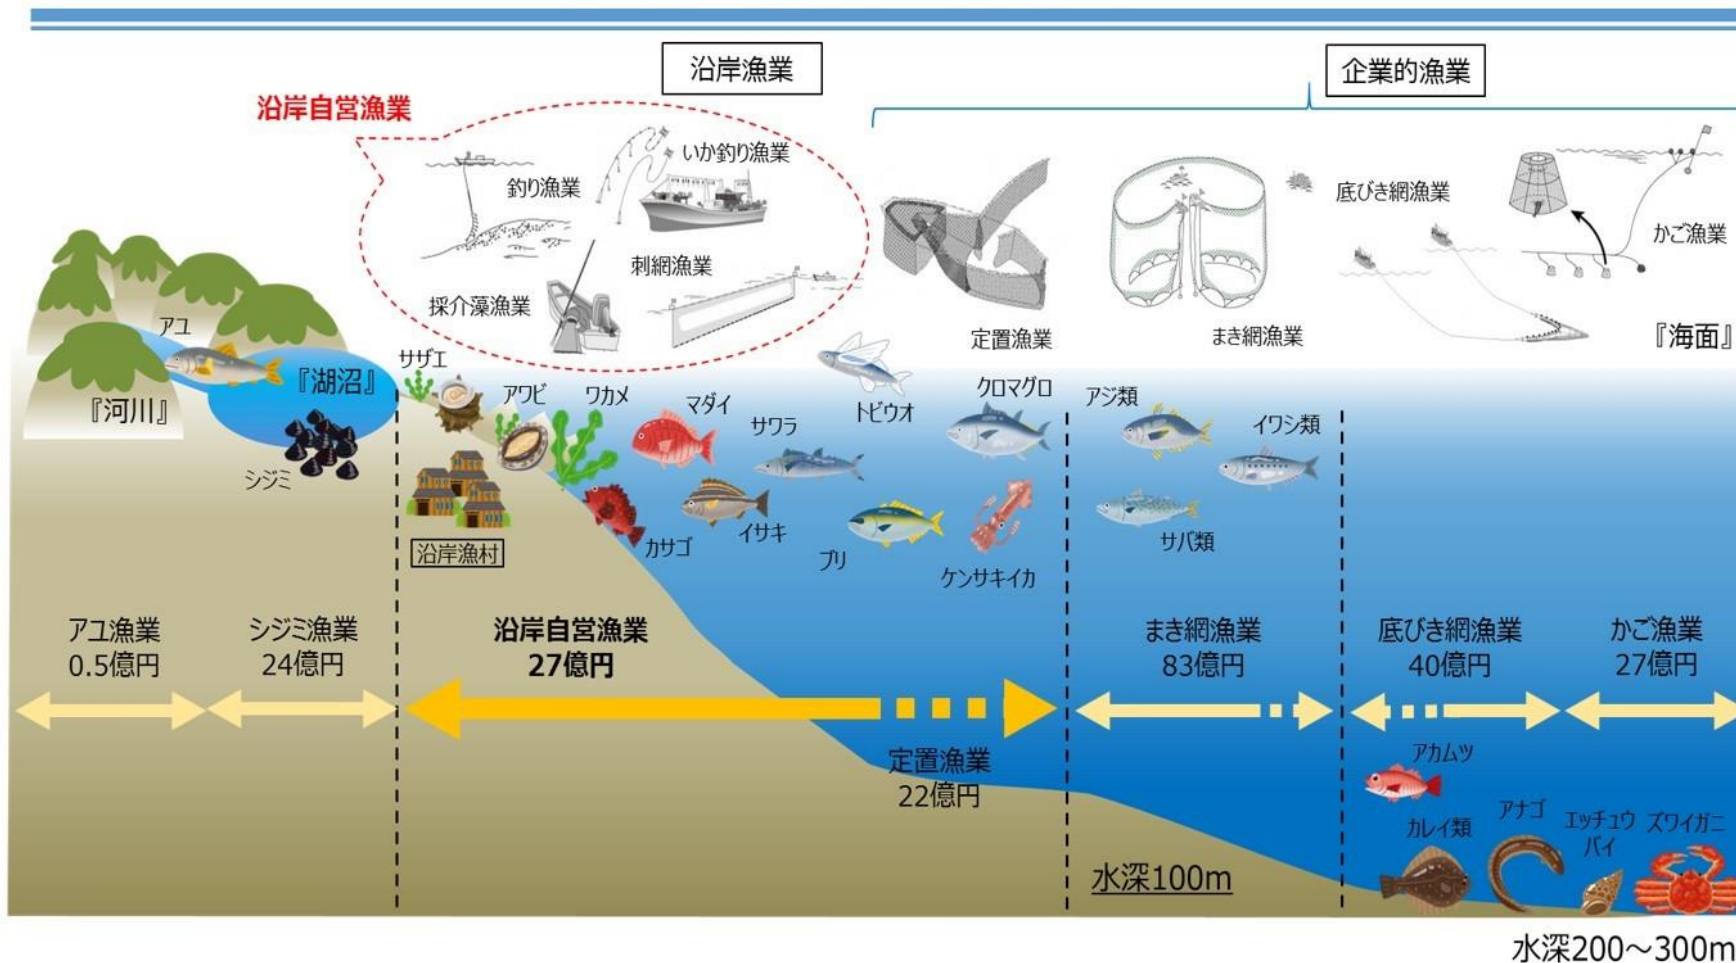 沿岸漁業
企業的漁業
沿岸自営漁業
いか釣り漁業
釣り漁業
底びき網漁業
かご漁業
刺網漁業
採介藻漁業
定置漁業
まき網漁業
『海面』
アユ
『湖沼』
『河川』
シジミ
サザエ
アワビ
ワカメ
マダイ
サワラ
トビウオ
クロマグロ
アジ類
イワシ類
カサゴ
イサキ
ブリ
ケンサキイカ
サバ類
沿岸漁村
アユ漁業
0.5億円
シジミ漁業
24億円
沿岸自営漁業
27億円
まき網漁業
83億円
底びき網漁業
40億円
かご漁業
27億円
定置漁業
22億円
アカムツ
カレイ類
アナゴ
エッチュウ
バイ
ズワイガニ
水深100m
水深200～300m